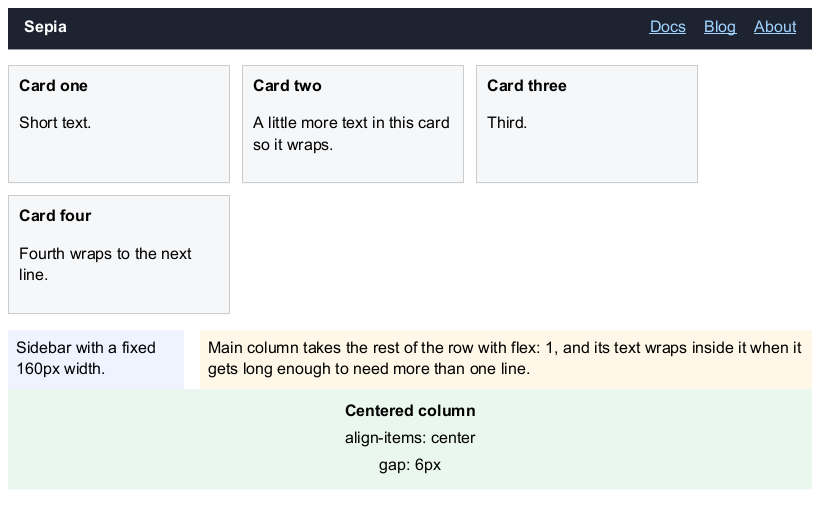 Sepia Docs Blog About
Card one
Short text.
Card two
A little more text in this card
so it wraps.
Card three
Third.
Card four
Fourth wraps to the next
line.
Sidebar with a fixed
160px width.
Main column takes the rest of the row with flex: 1, and its text wraps inside it when it
gets long enough to need more than one line.
Centered column
align-items: center
gap: 6px